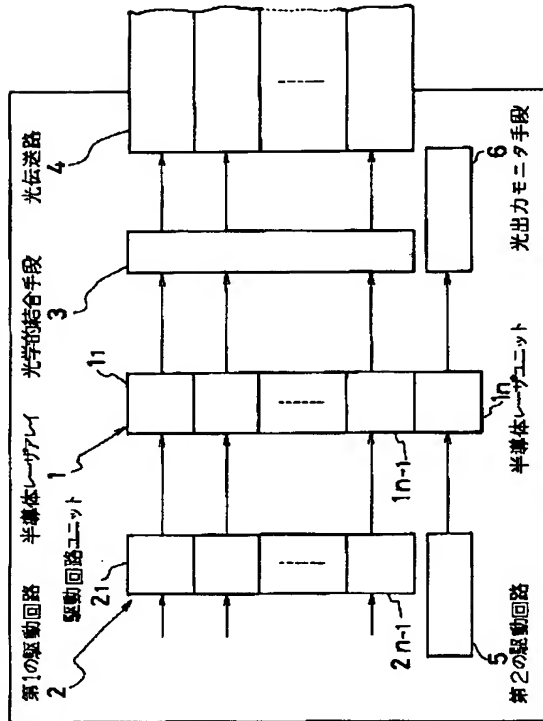 第1の駆動回路 半導体レーザアレイ 光学的結合手段 光伝送路
2 駆動回路ユニット 1 3 4
21 11
2n-1 1n-1 1n
5 6
第2の駆動回路 半導体レーザユニット 光出力モニタ手段